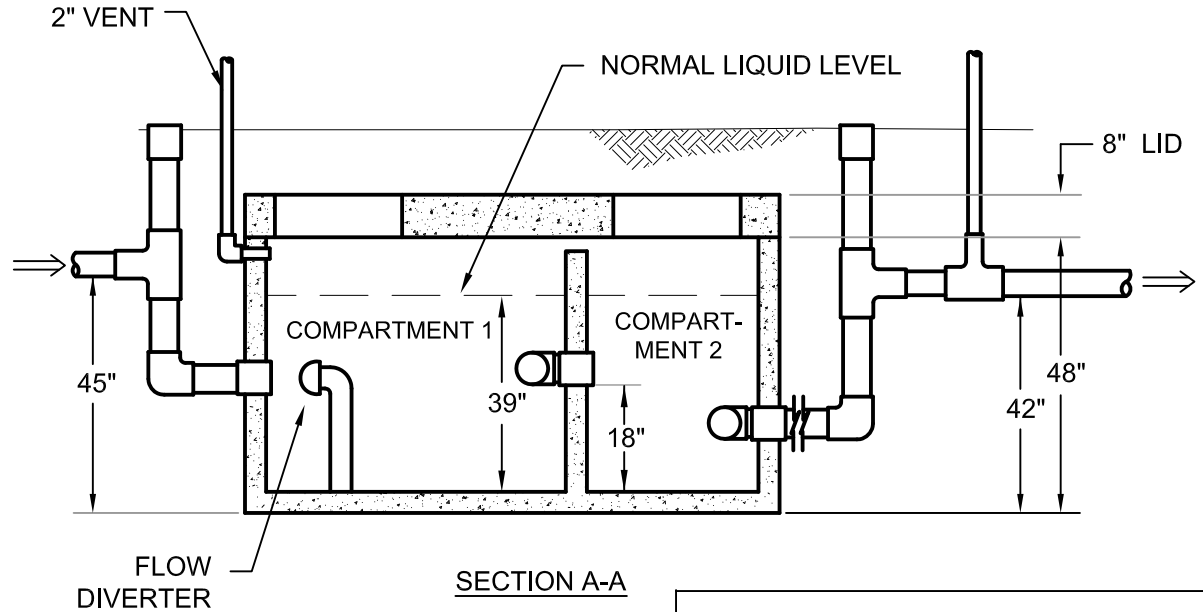 2" VENT
NORMAL LIQUID LEVEL
8" LID
COMPARTMENT 1
COMPART-
MENT 2
45"
39"
18"
42"
48"
FLOW
DIVERTER
SECTION A-A